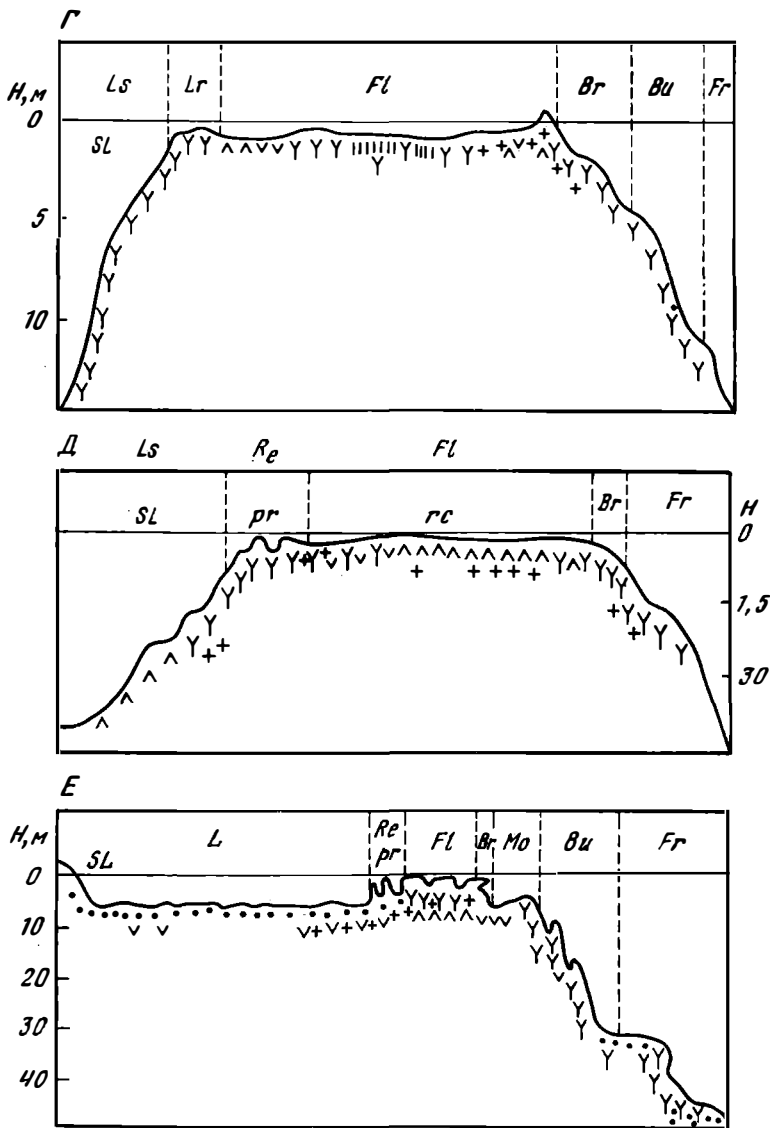 Г
Ls Lr Fl Br Bu Fr
H,м
0
SL
5
10
Д Ls Re Fl
SL pr rc Br Fr H
0
1,5
30
Е
H,м L Re Fl Br Mo Bu Fr
pr
0 SL
10
20
30
40